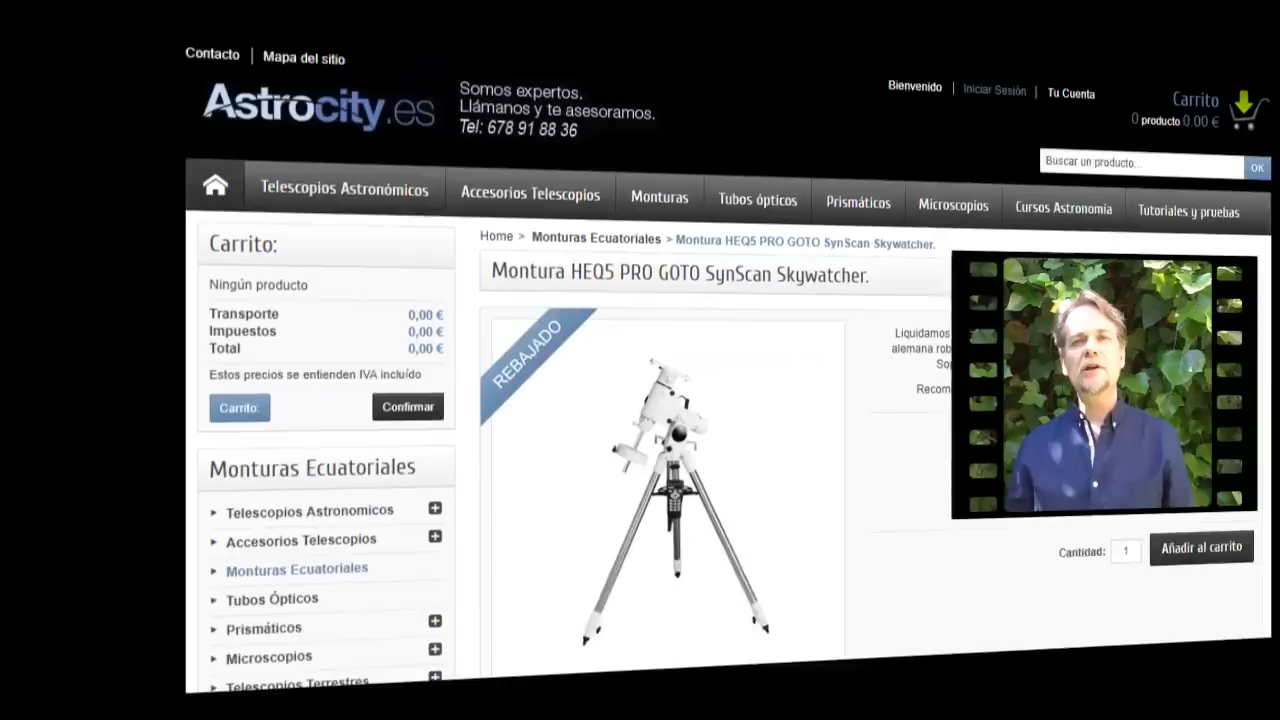 Contacto
Mapa del sitio
Astrocity.es
Somos expertos.
Llámanos y te asesoramos.
Tel: 678 91 88 36
Bienvenido
Iniciar Sesión
Tu Cuenta
Carrito
0 producto 0.00 €
Buscar un producto...
OK
Telescopios Astronómicos
Accesorios Telescopios
Monturas
Tubos ópticos
Prismáticos
Microscopios
Cursos Astronomía
Tutoriales y pruebas
Carrito:
Ningún producto
Transporte 0,00 €
Impuestos 0,00 €
Total 0,00 €
Estos precios se entienden IVA incluído
Carrito:
Confirmar
Monturas Ecuatoriales
Telescopios Astronomicos
Accesorios Telescopios
Monturas Ecuatoriales
Tubos Ópticos
Prismáticos
Microscopios
Telescopios Terrestres
Home > Monturas Ecuatoriales > Montura HEQ5 PRO GOTO SynScan Skywatcher.
Montura HEQ5 PRO GOTO SynScan Skywatcher.
REBAJADO
Liquidamos
alemana rob
So
Recom
Cantidad: 1
Añadir al carrito